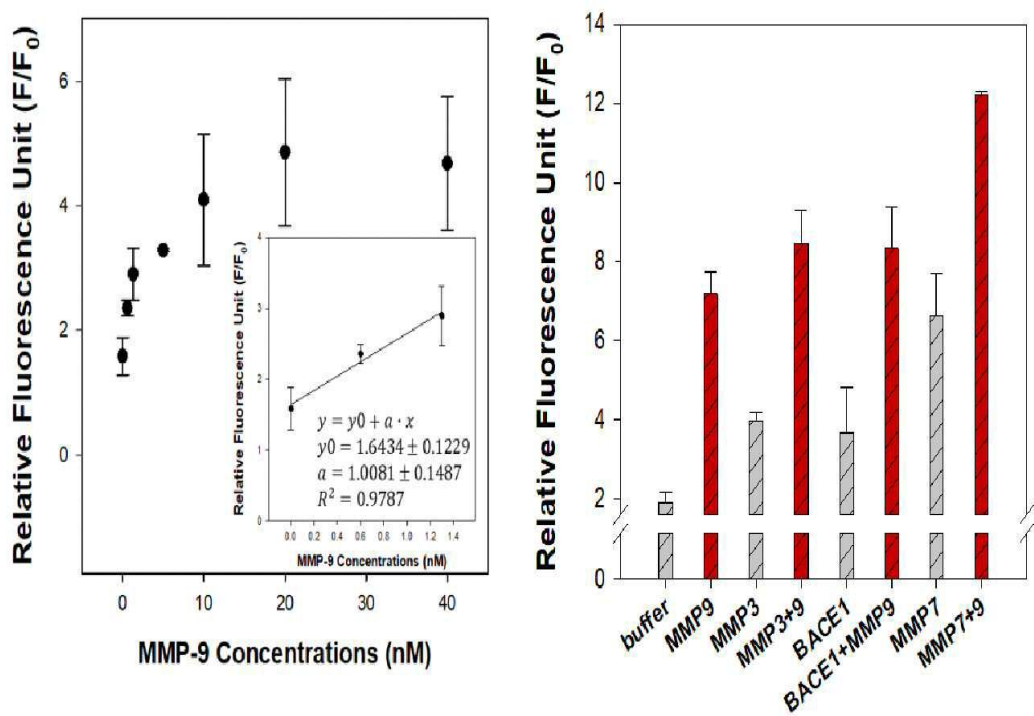 Relative Fluorescence Unit (F/F₀)
6
4
2
0
0 10 20 30 40
MMP-9 Concentrations (nM)
Relative Fluorescence Unit (F/F₀)
4
3
2
1
0
y = y0 + a · x
y0 = 1.6434 ± 0.1229
a = 1.0081 ± 0.1487
R² = 0.9787
0.0 0.2 0.4 0.6 0.8 1.0 1.2 1.4
MMP-9 Concentrations (nM)
Relative Fluorescence Unit (F/F₀)
14
12
10
8
6
4
2
0
buffer
MMP9
MMP3
MMP3+9
BACE1
BACE1+MMP9
MMP7
MMP7+9